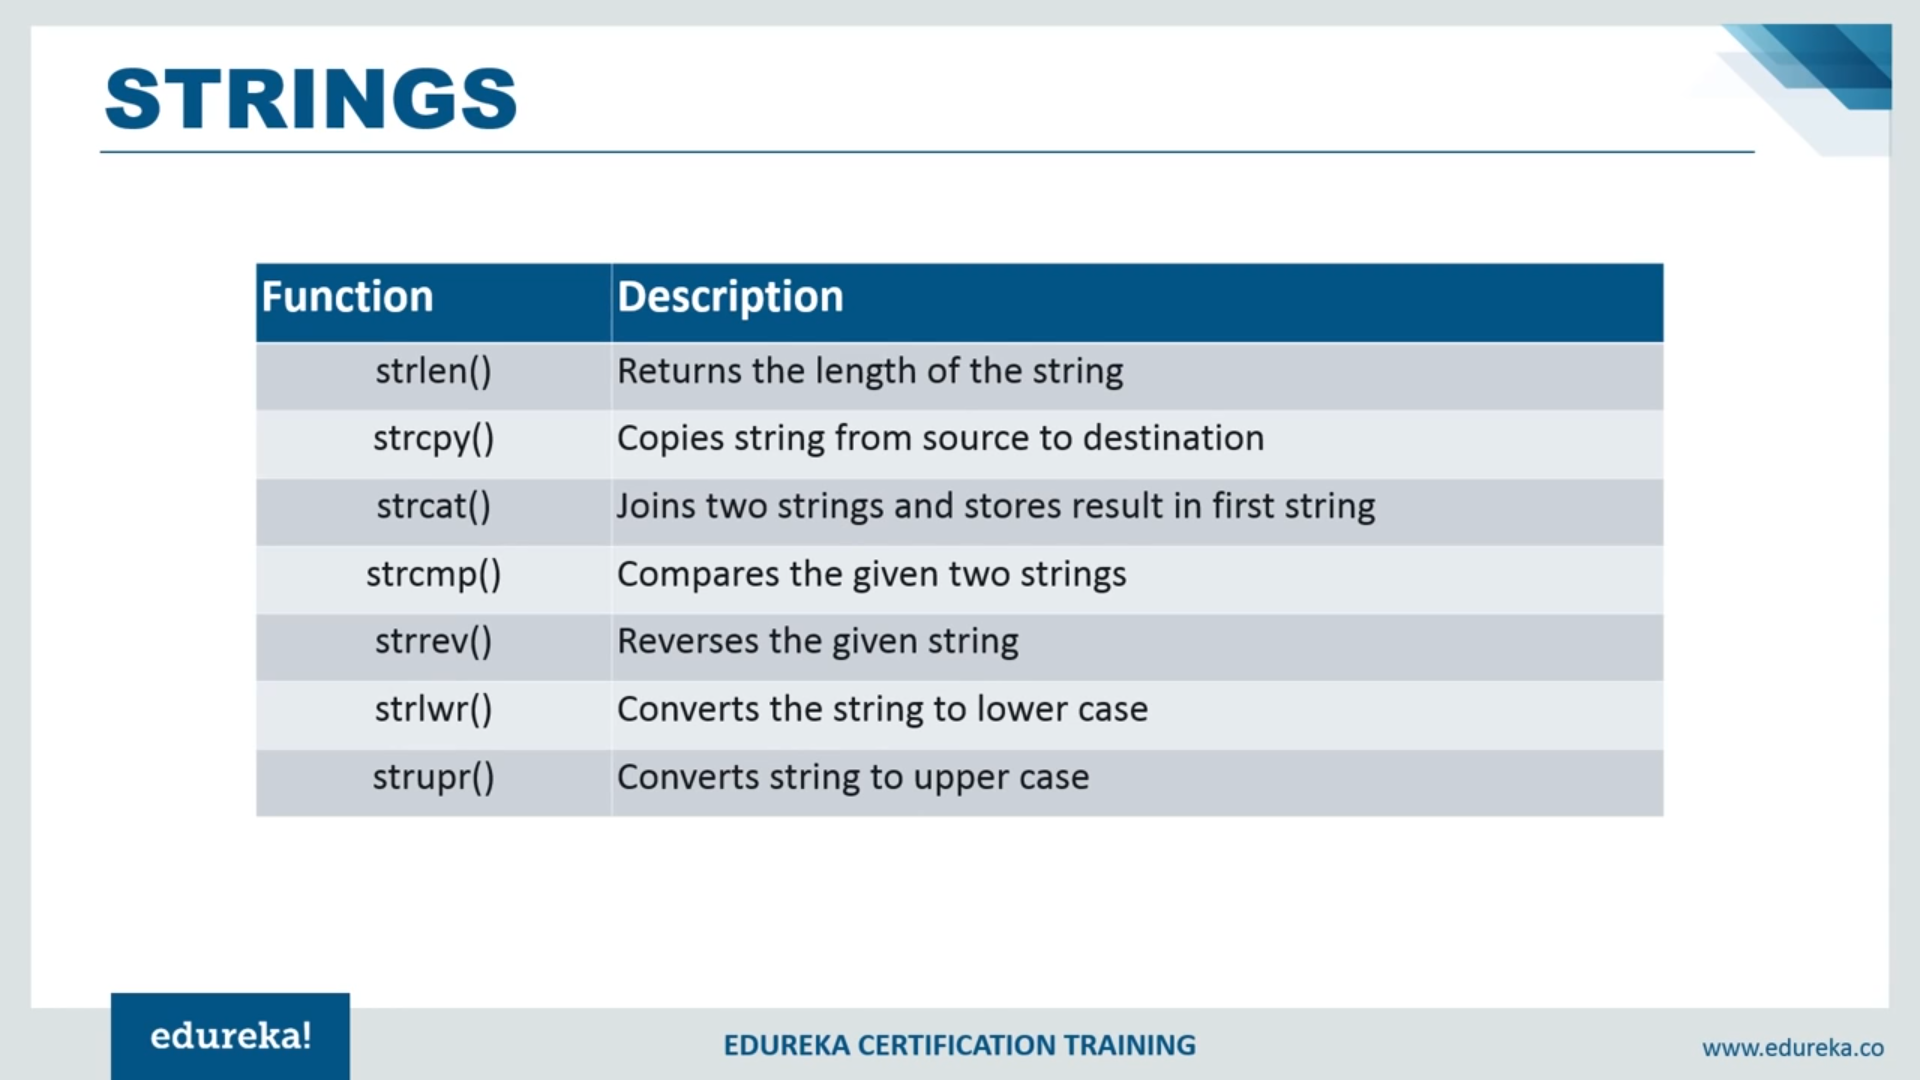 STRINGS
Function Description
strlen() Returns the length of the string
strcpy() Copies string from source to destination
strcat() Joins two strings and stores result in first string
strcmp() Compares the given two strings
strrev() Reverses the given string
strlwr() Converts the string to lower case
strupr() Converts string to upper case
edureka!
EDUREKA CERTIFICATION TRAINING
www.edureka.co